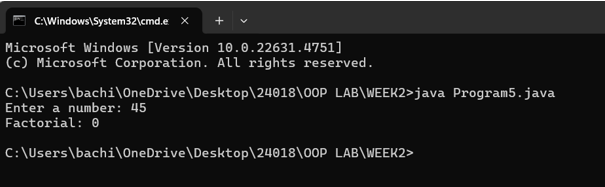 C:\Windows\System32\cmd.e:
Microsoft Windows [Version 10.0.22631.4751]
(c) Microsoft Corporation. All rights reserved.
C:\Users\bachi\OneDrive\Desktop\24018\OOP LAB\WEEK2>java Program5.java
Enter a number: 45
Factorial: 0
C:\Users\bachi\OneDrive\Desktop\24018\OOP LAB\WEEK2>